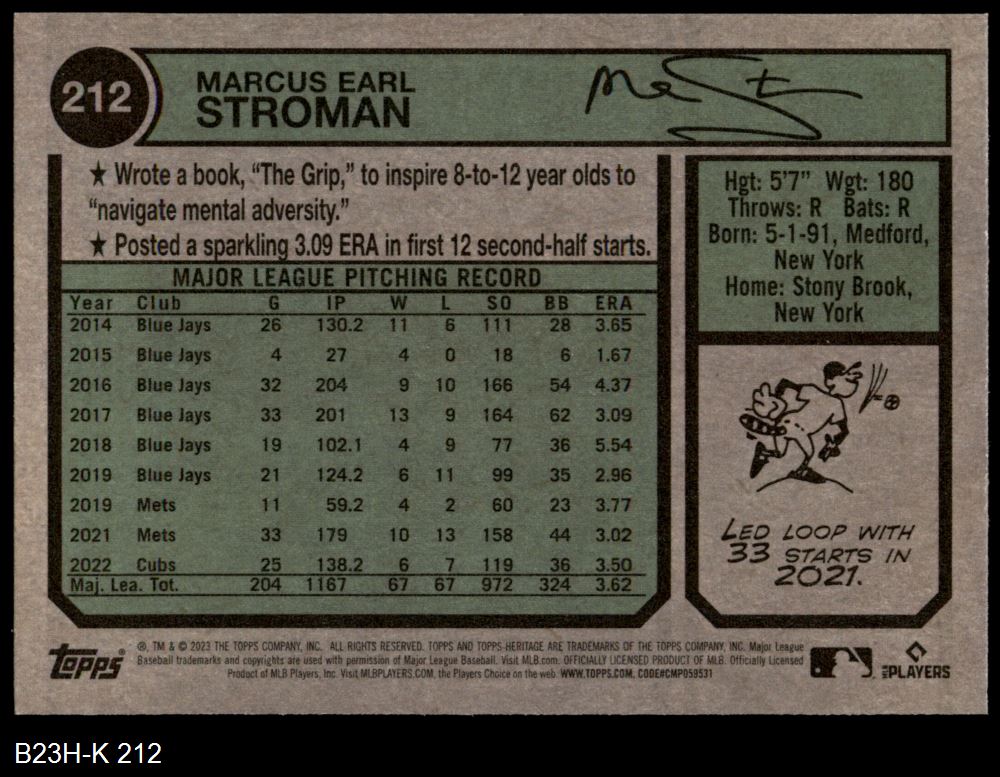 212
MARCUS EARL
STROMAN
★ Wrote a book, “The Grip,” to inspire 8-to-12 year olds to
“navigate mental adversity.”
★ Posted a sparkling 3.09 ERA in first 12 second-half starts.
MAJOR LEAGUE PITCHING RECORD
Year Club G IP W L SO BB ERA
2014 Blue Jays 26 130.2 11 6 111 28 3.65
2015 Blue Jays 4 27 4 0 18 6 1.67
2016 Blue Jays 32 204 9 10 166 54 4.37
2017 Blue Jays 33 201 13 9 164 62 3.09
2018 Blue Jays 19 102.1 4 9 77 36 5.54
2019 Blue Jays 21 124.2 6 11 99 35 2.96
2019 Mets 11 59.2 4 2 60 23 3.77
2021 Mets 33 179 10 13 158 44 3.02
2022 Cubs 25 138.2 6 7 119 36 3.50
Maj. Lea. Tot. 204 1167 67 67 972 324 3.62
Hgt: 5’7” Wgt: 180
Throws: R Bats: R
Born: 5-1-91, Medford,
New York
Home: Stony Brook,
New York
LED LOOP WITH
33 STARTS IN
2021.
Topps
®, TM & © 2023 THE TOPPS COMPANY, INC. ALL RIGHTS RESERVED. TOPPS AND TOPPS HERITAGE ARE TRADEMARKS OF THE TOPPS COMPANY, INC. Major League
Baseball trademarks and copyrights are used with permission of Major League Baseball. Visit MLB.com. OFFICIALLY LICENSED PRODUCT OF MLB. Officially Licensed
Product of MLB Players, Inc. Visit MLBPLAYERS.COM, the Players Choice on the web. WWW.TOPPS.COM. CODE#CMP059531
MLB PLAYERS
B23H-K 212